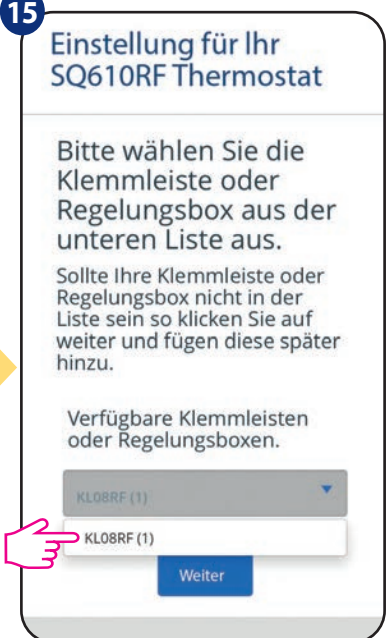 15
Einstellung für Ihr
SQ610RF Thermostat
Bitte wählen Sie die
Klemmleiste oder
Regelungsbox aus der
unteren Liste aus.
Sollte Ihre Klemmleiste oder
Regelungsbox nicht in der
Liste sein so klicken Sie auf
weiter und fügen diese später
hinzu.
Verfügbare Klemmleisten
oder Regelungsboxen.
KL08RF (1)
KL08RF (1)
Weiter